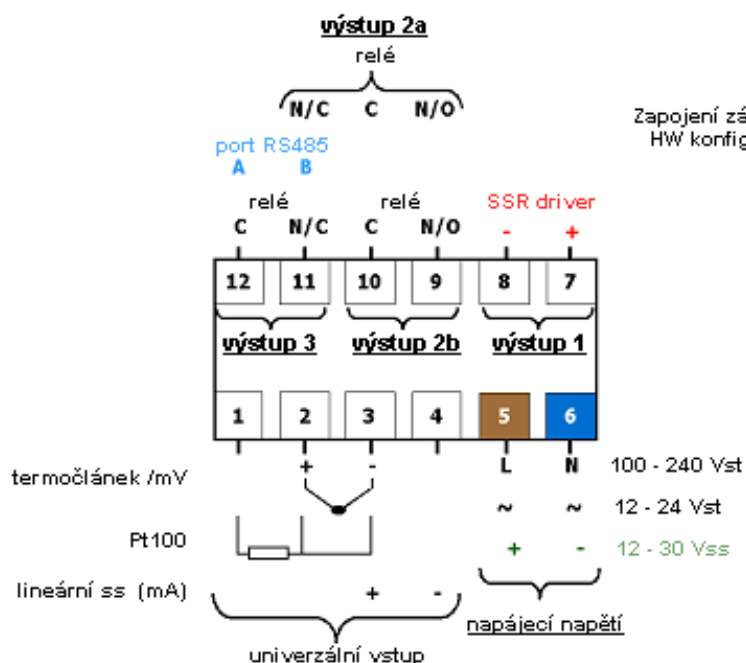 výstup 2a
relé
N/C C N/O
Zapojení zá
HW konfig
port RS485
A B
relé relé SSR driver
C N/C C N/O - +
12 11 10 9 8 7
výstup 3 výstup 2b výstup 1
1 2 3 4 5 6
termočlánek /mV + - L N 100 - 240 Vst
~ ~ 12 - 24 Vst
Pt100 + - 12 - 30 Vss
lineární ss (mA) + -
napájecí napětí
univerzální vstup